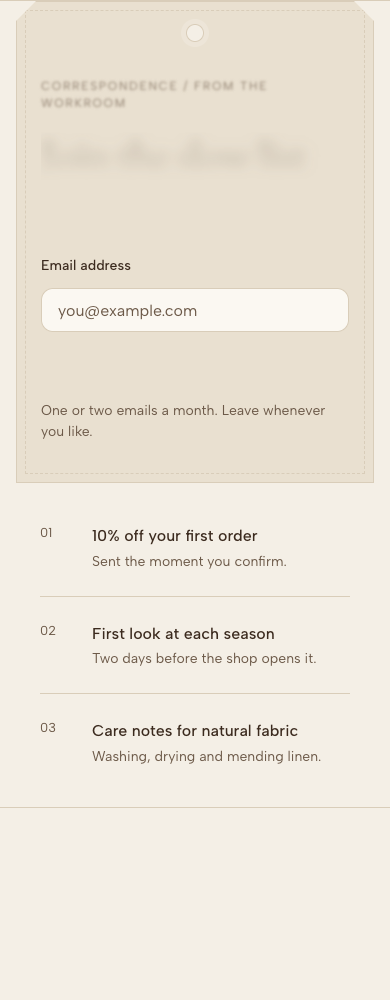 CORRESPONDENCE / FROM THE
WORKROOM
Email address
you@example.com
One or two emails a month. Leave whenever
you like.
01
10% off your first order
Sent the moment you confirm.
02
First look at each season
Two days before the shop opens it.
03
Care notes for natural fabric
Washing, drying and mending linen.